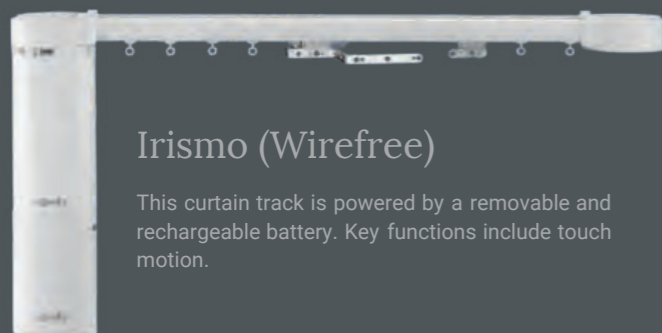 Irismo (Wirefree)
This curtain track is powered by a removable and
rechargeable battery. Key functions include touch
motion.